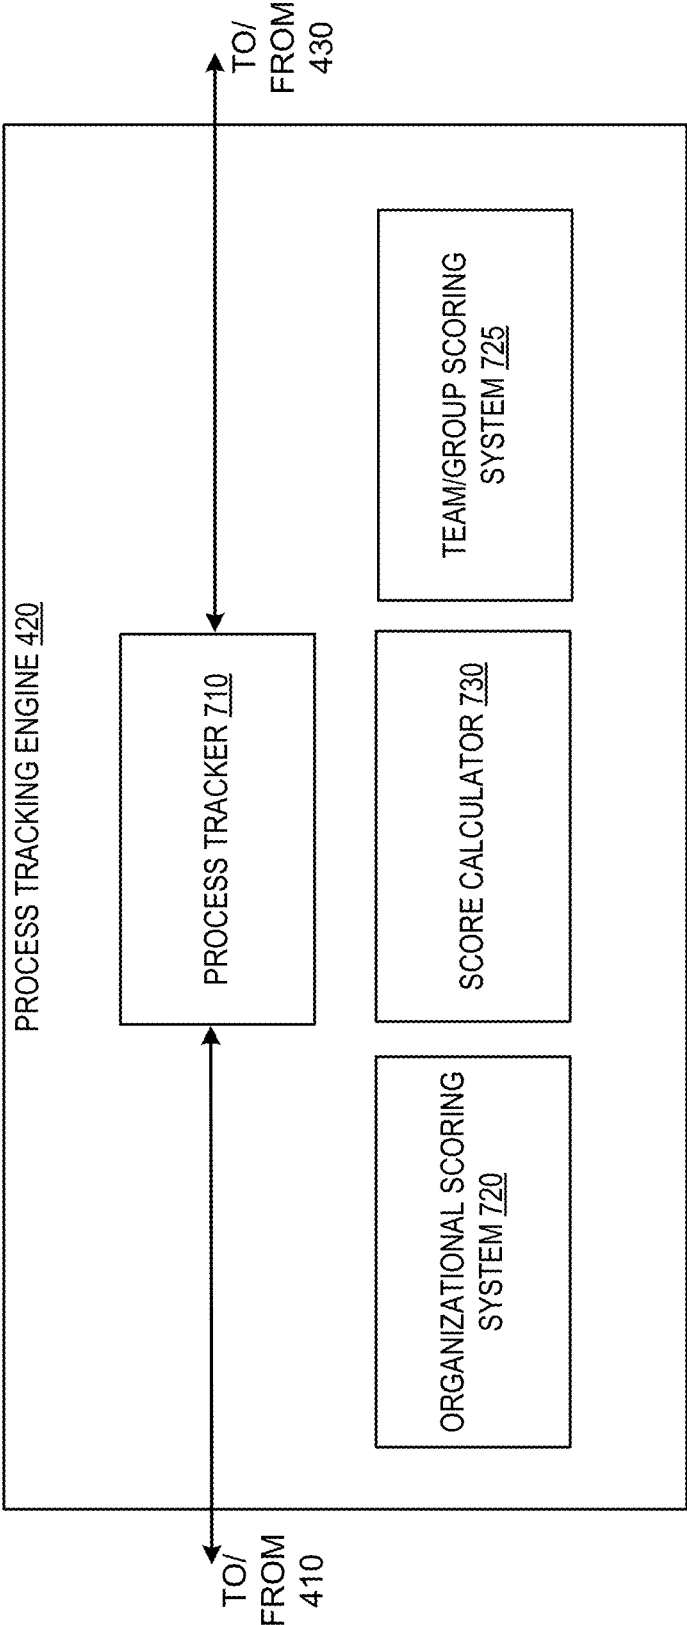 PROCESS TRACKING ENGINE 420
TO/
FROM
410
PROCESS TRACKER 710
TO/
FROM
430
ORGANIZATIONAL SCORING
SYSTEM 720
SCORE CALCULATOR 730
TEAM/GROUP SCORING
SYSTEM 725